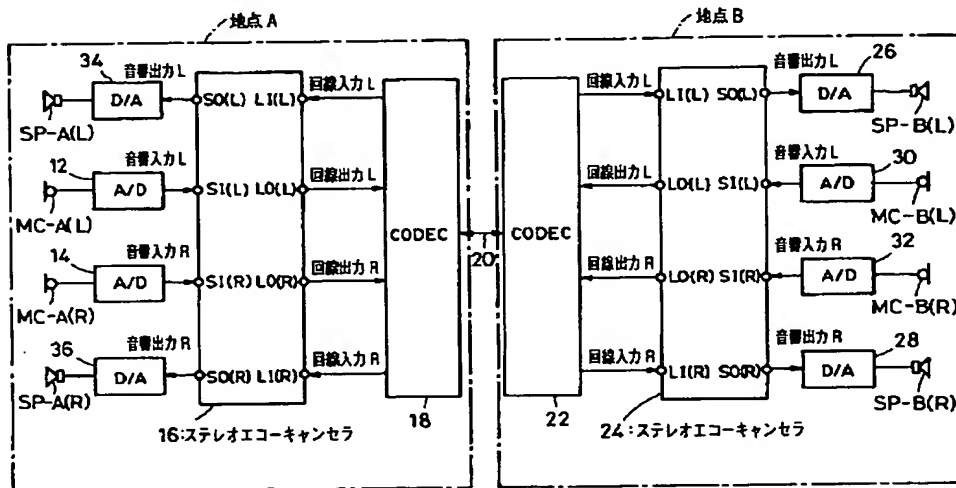 地点A
34
音響出力L
D/A
SP-A(L)
12
音響入力L
A/D
MC-A(L)
14
音響入力R
A/D
MC-A(R)
36
音響出力R
D/A
SP-A(R)
SO(L) LI(L)
SI(L) LO(L)
SI(R) LO(R)
SO(R) LI(R)
16:ステレオエコーキャンセラ
回線入力L
回線出力L
回線出力R
回線入力R
CODEC
18
20
地点B
CODEC
22
回線入力L
回線出力L
回線出力R
回線入力R
LI(L) SO(L)
LO(L) SI(L)
LO(R) SI(R)
LI(R) SO(R)
24:ステレオエコーキャンセラ
音響出力L
26
D/A
SP-B(L)
音響入力L
30
A/D
MC-B(L)
音響入力R
32
A/D
MC-B(R)
音響出力R
28
D/A
SP-B(R)